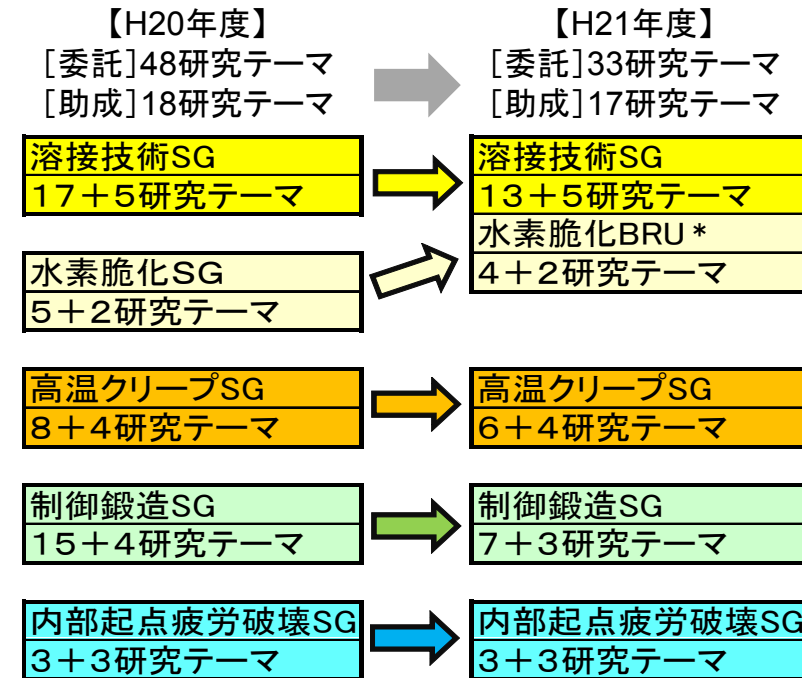 【H20年度】
[委託]48研究テーマ
[助成]18研究テーマ
【H21年度】
[委託]33研究テーマ
[助成]17研究テーマ
溶接技術SG
17＋5研究テーマ
溶接技術SG
13＋5研究テーマ
水素脆化SG
5＋2研究テーマ
水素脆化BRU*
4＋2研究テーマ
高温クリープSG
8＋4研究テーマ
高温クリープSG
6＋4研究テーマ
制御鍛造SG
15＋4研究テーマ
制御鍛造SG
7＋3研究テーマ
内部起点疲労破壊SG
3＋3研究テーマ
内部起点疲労破壊SG
3＋3研究テーマ